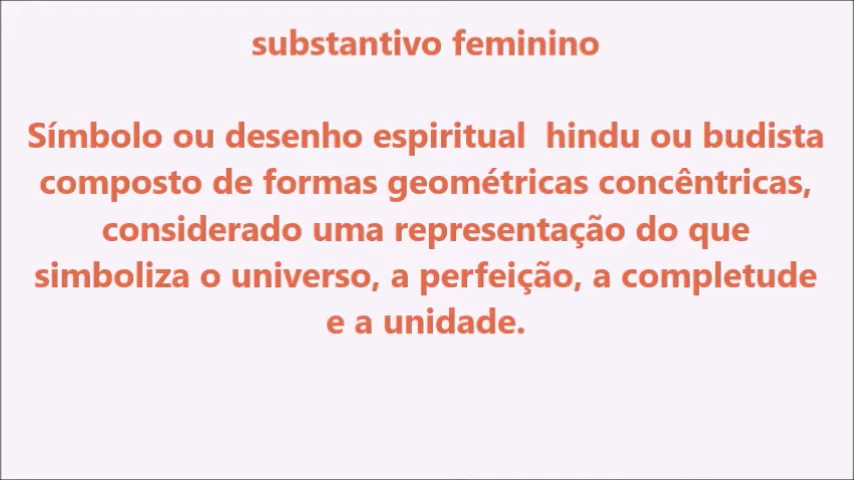 substantivo feminino
Símbolo ou desenho espiritual hindu ou budista
composto de formas geométricas concêntricas,
considerado uma representação do que
simboliza o universo, a perfeição, a completude
e a unidade.